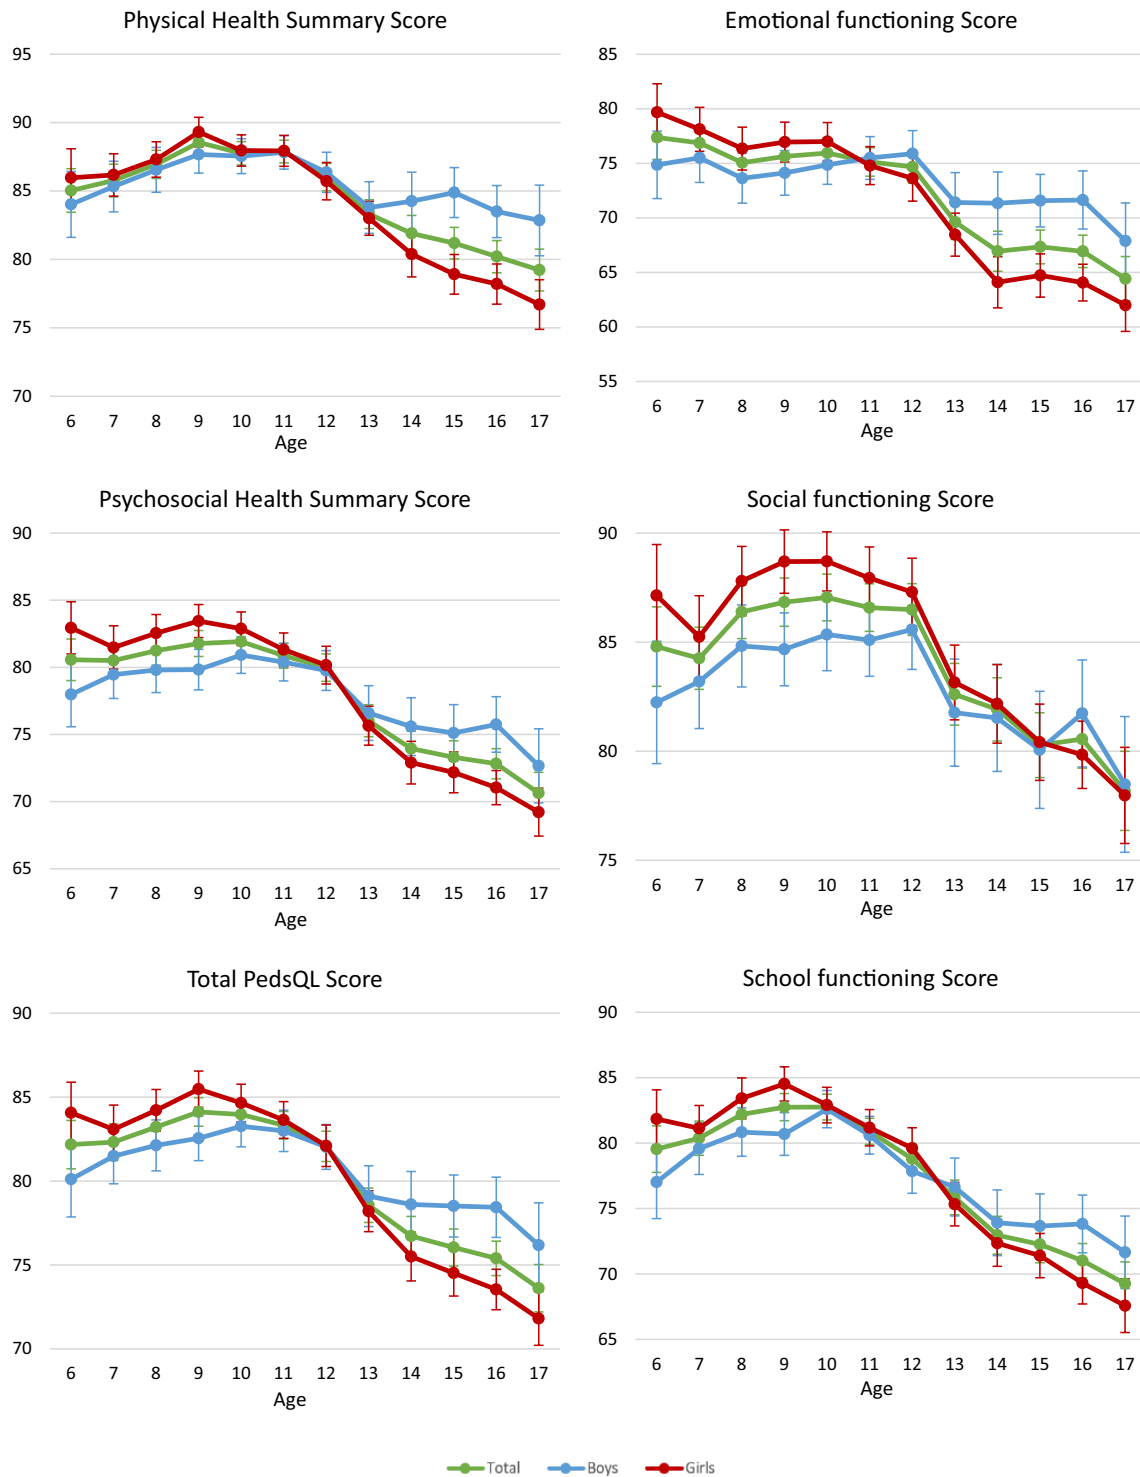 Physical Health Summary Score
95
90
85
80
75
70
6 7 8 9 10 11 12 13 14 15 16 17
Age
Emotional functioning Score
85
80
75
70
65
60
55
6 7 8 9 10 11 12 13 14 15 16 17
Age
Psychosocial Health Summary Score
90
85
80
75
70
65
6 7 8 9 10 11 12 13 14 15 16 17
Age
Social functioning Score
90
85
80
75
6 7 8 9 10 11 12 13 14 15 16 17
Age
Total PedsQL Score
90
85
80
75
70
6 7 8 9 10 11 12 13 14 15 16 17
Age
School functioning Score
90
85
80
75
70
65
6 7 8 9 10 11 12 13 14 15 16 17
Age
Total Boys Girls